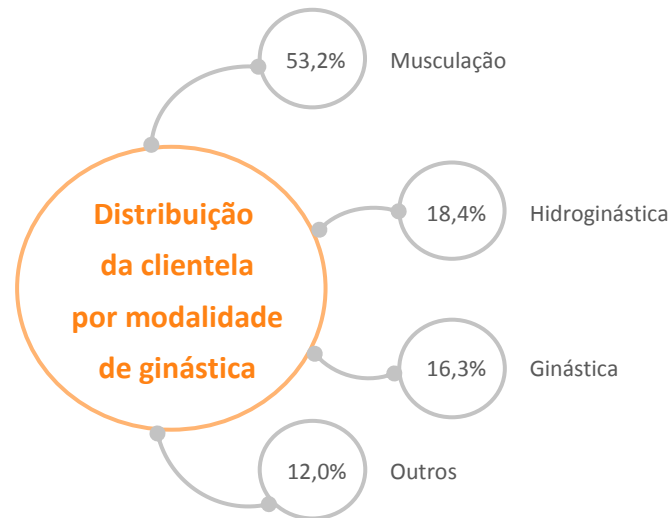 53,2% Musculação
Distribuição
da clientela
por modalidade
de ginástica
18,4% Hidroginástica
16,3% Ginástica
12,0% Outros